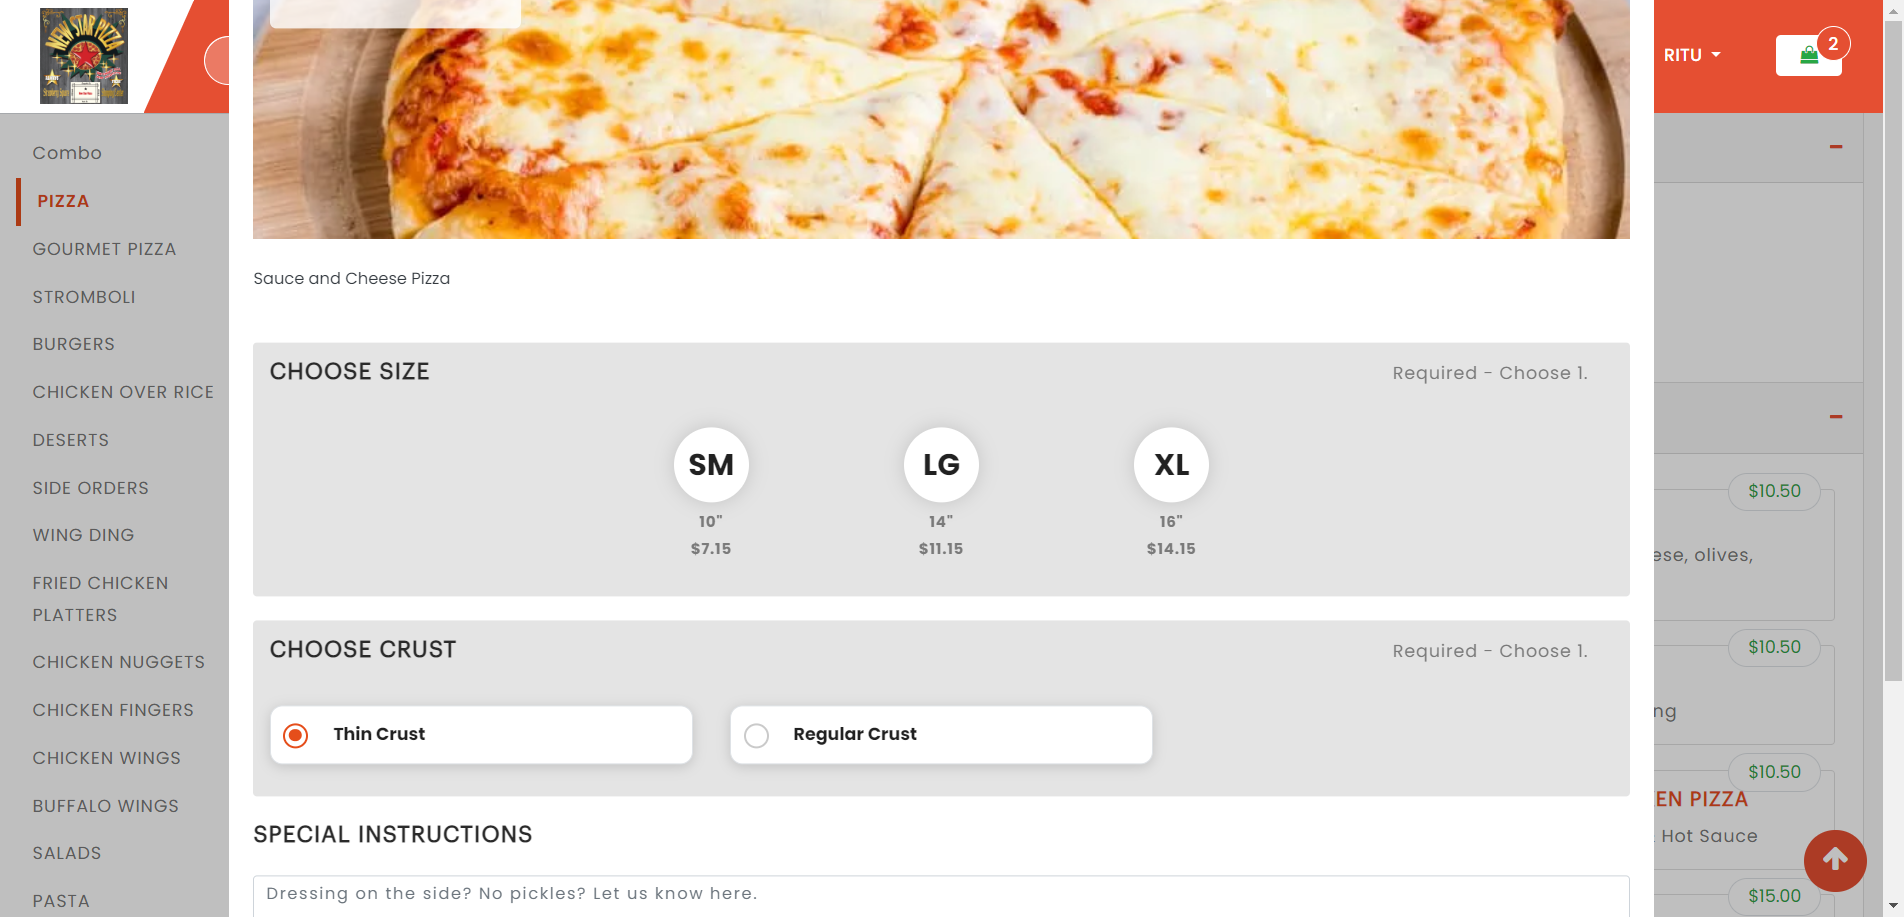 NEW STAR PIZZA
RITU
2
Combo
PIZZA
GOURMET PIZZA
STROMBOLI
BURGERS
CHICKEN OVER RICE
DESERTS
SIDE ORDERS
WING DING
FRIED CHICKEN
PLATTERS
CHICKEN NUGGETS
CHICKEN FINGERS
CHICKEN WINGS
BUFFALO WINGS
SALADS
PASTA
Sauce and Cheese Pizza
CHOOSE SIZE
Required - Choose 1.
SM LG XL
10" 14" 16"
$7.15 $11.15 $14.15
CHOOSE CRUST
Required - Choose 1.
Thin Crust
Regular Crust
SPECIAL INSTRUCTIONS
Dressing on the side? No pickles? Let us know here.
$10.50
ese, olives,
$10.50
ng
$10.50
EN PIZZA
Hot Sauce
$15.00